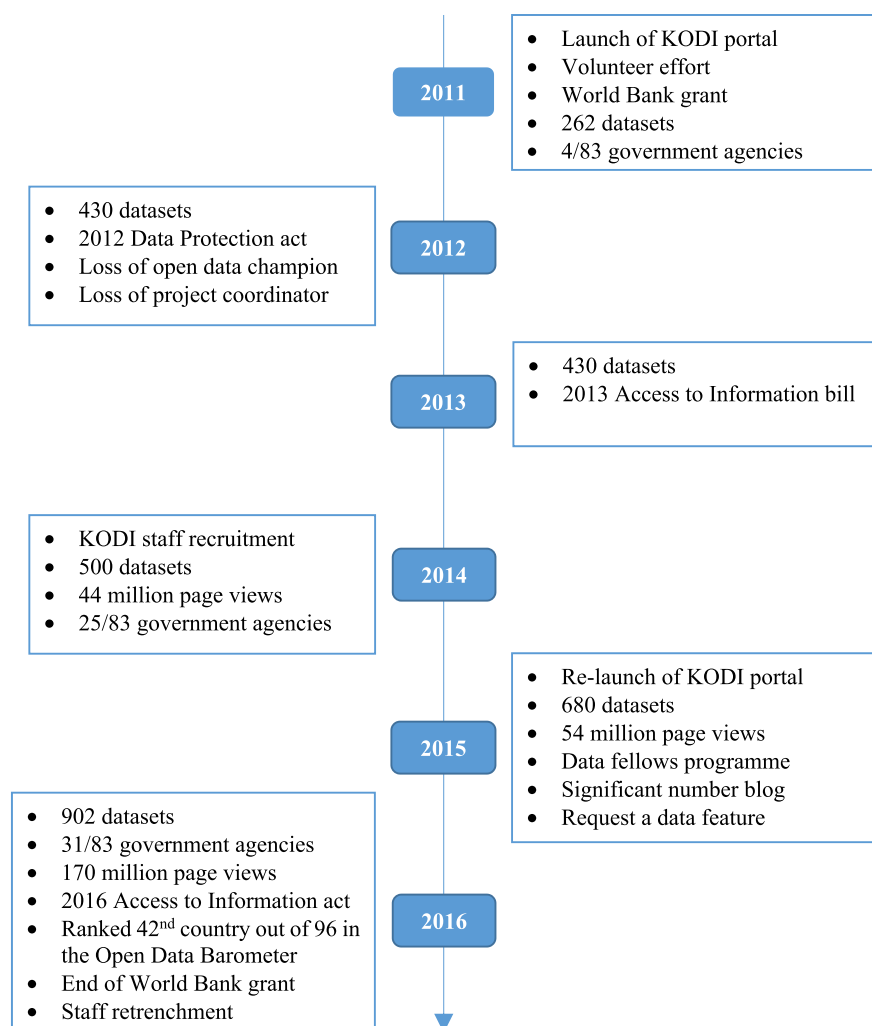 2011
• Launch of KODI portal
• Volunteer effort
• World Bank grant
• 262 datasets
• 4/83 government agencies
2012
• 430 datasets
• 2012 Data Protection act
• Loss of open data champion
• Loss of project coordinator
2013
• 430 datasets
• 2013 Access to Information bill
2014
• KODI staff recruitment
• 500 datasets
• 44 million page views
• 25/83 government agencies
2015
• Re-launch of KODI portal
• 680 datasets
• 54 million page views
• Data fellows programme
• Significant number blog
• Request a data feature
2016
• 902 datasets
• 31/83 government agencies
• 170 million page views
• 2016 Access to Information act
• Ranked 42nd country out of 96 in
the Open Data Barometer
• End of World Bank grant
• Staff retrenchment